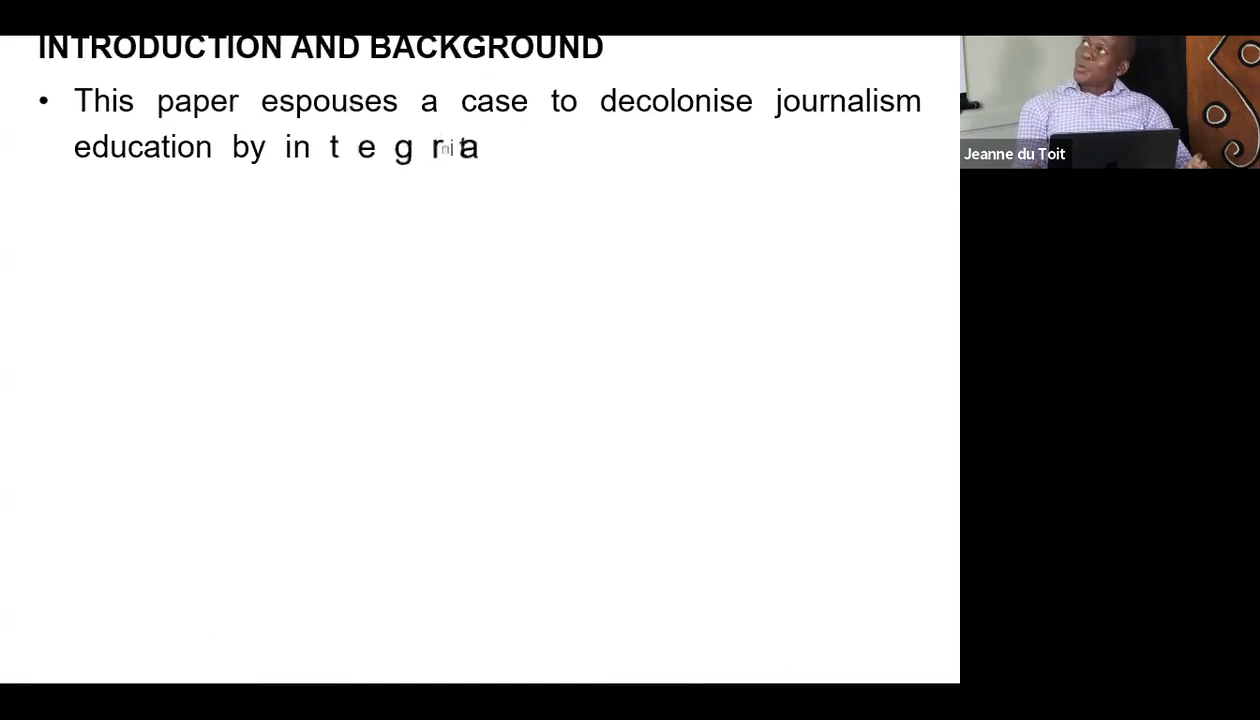 INTRODUCTION AND BACKGROUND
• This paper espouses a case to decolonise journalism
education by
Jeanne du Toit